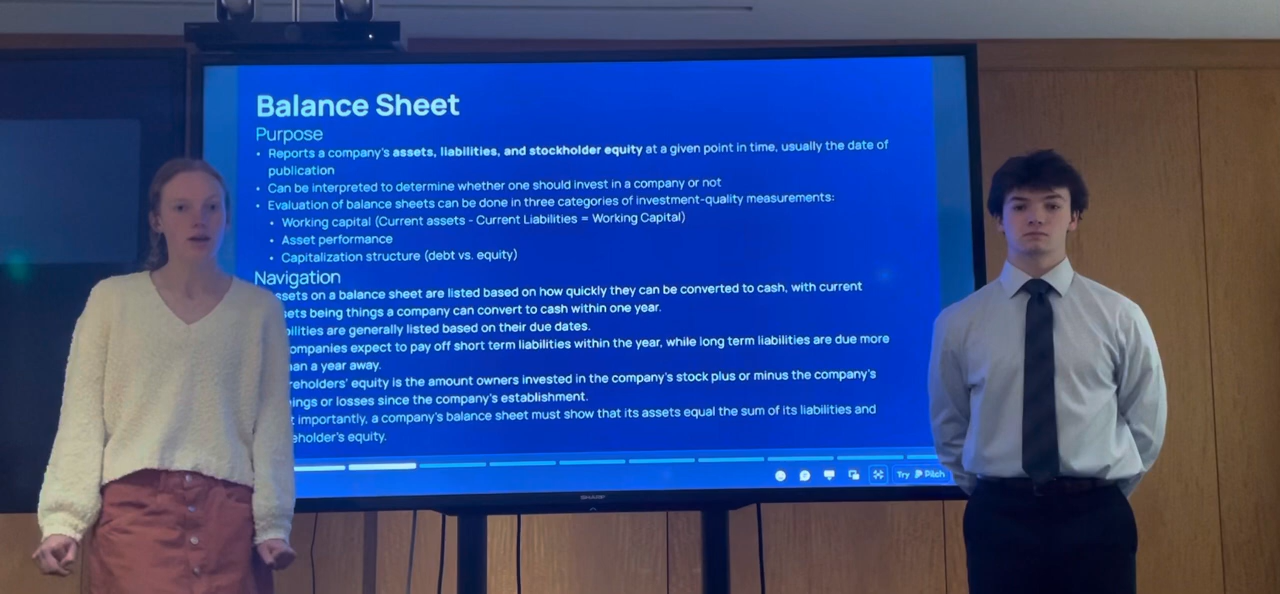 Balance Sheet
Purpose
• Reports a company's assets, liabilities, and stockholder equity at a given point in time, usually the date of
publication
• Can be interpreted to determine whether one should invest in a company or not
• Evaluation of balance sheets can be done in three categories of investment-quality measurements:
• Working capital (Current assets - Current Liabilities = Working Capital)
• Asset performance
• Capitalization structure (debt vs. equity)
Navigation
ssets on a balance sheet are listed based on how quickly they can be converted to cash, with current
sets being things a company can convert to cash within one year.
bilities are generally listed based on their due dates.
ompanies expect to pay off short term liabilities within the year, while long term liabilities are due more
an a year away.
reholders' equity is the amount owners invested in the company's stock plus or minus the company's
ings or losses since the company's establishment.
t importantly, a company's balance sheet must show that its assets equal the sum of its liabilities and
eholder's equity.
Try Pitch
SHARP